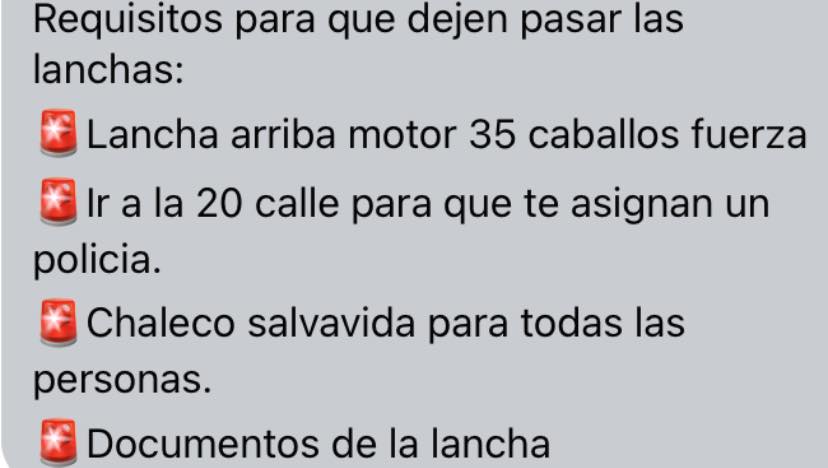 Requisitos para que dejen pasar las
lanchas:
🚨Lancha arriba motor 35 caballos fuerza
🚨Ir a la 20 calle para que te asignan un
policia.
🚨Chaleco salvavida para todas las
personas.
🚨Documentos de la lancha